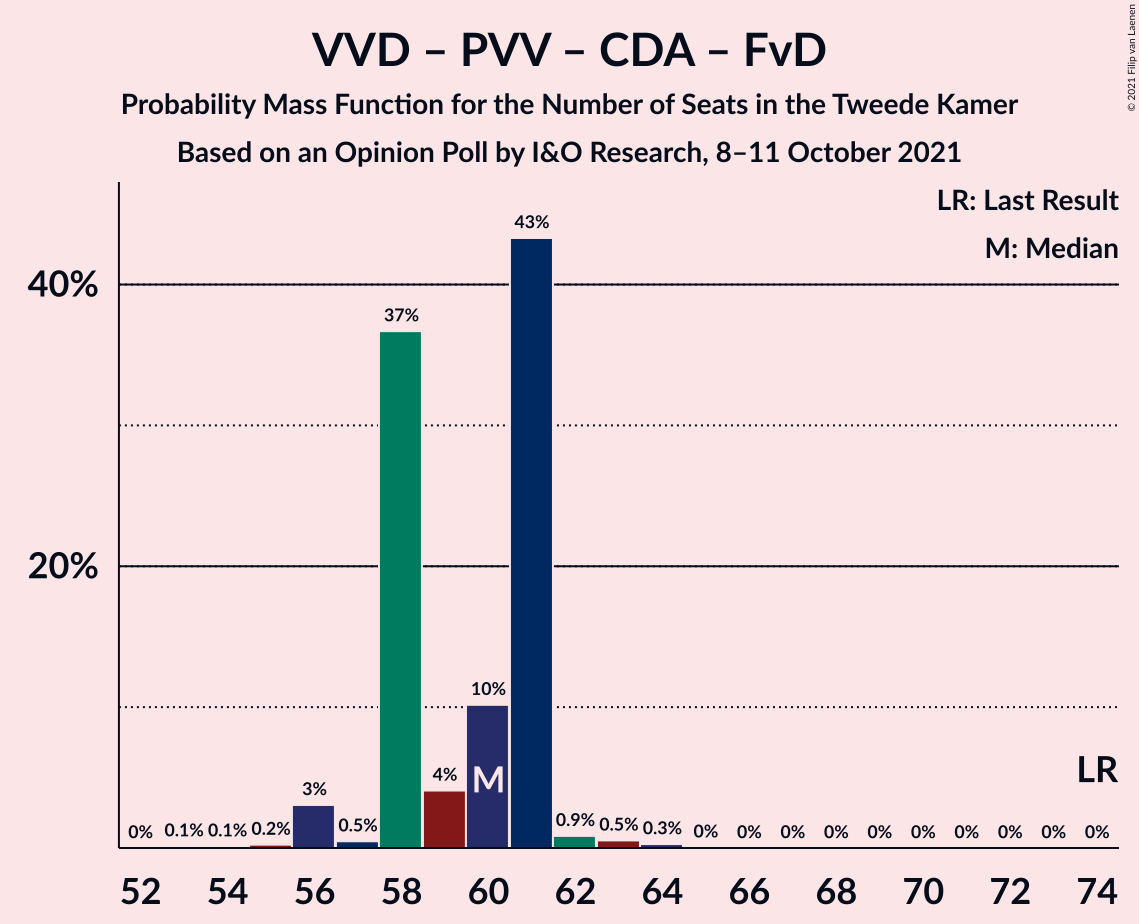 VVD – PVV – CDA – FvD
Probability Mass Function for the Number of Seats in the Tweede Kamer
Based on an Opinion Poll by I&O Research, 8–11 October 2021
© 2021 Filip van Laenen
LR: Last Result
M: Median
43%
40%
37%
20%
10%
M
LR
4%
3%
0% 0.1% 0.1% 0.2% 0.5% 0.9% 0.5% 0.3% 0% 0% 0% 0% 0% 0% 0% 0% 0% 0%
52 54 56 58 60 62 64 66 68 70 72 74